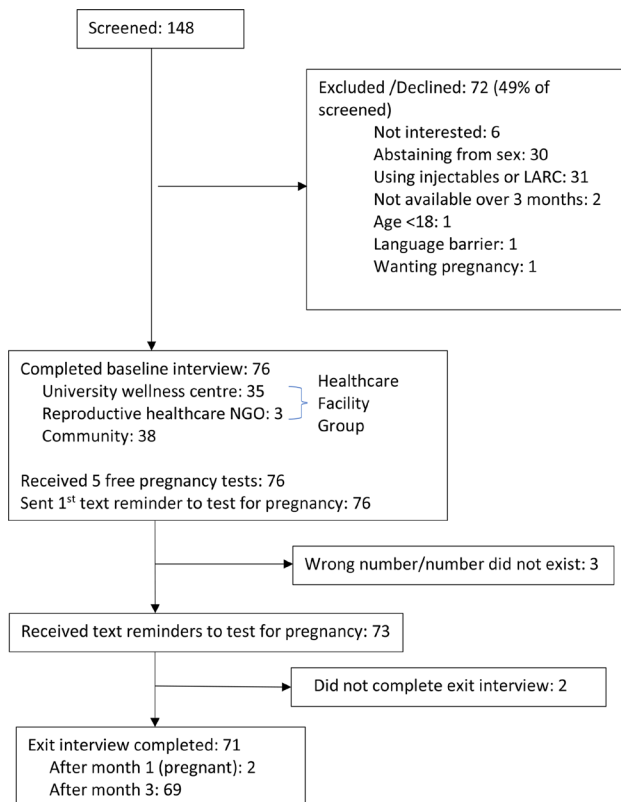 Screened: 148
Excluded /Declined: 72 (49% of
screened)
Not interested: 6
Abstaining from sex: 30
Using injectables or LARC: 31
Not available over 3 months: 2
Age <18: 1
Language barrier: 1
Wanting pregnancy: 1
Completed baseline interview: 76
University wellness centre: 35
Reproductive healthcare NGO: 3
Community: 38
Healthcare
Facility
Group
Received 5 free pregnancy tests: 76
Sent 1st text reminder to test for pregnancy: 76
Wrong number/number did not exist: 3
Received text reminders to test for pregnancy: 73
Did not complete exit interview: 2
Exit interview completed: 71
After month 1 (pregnant): 2
After month 3: 69